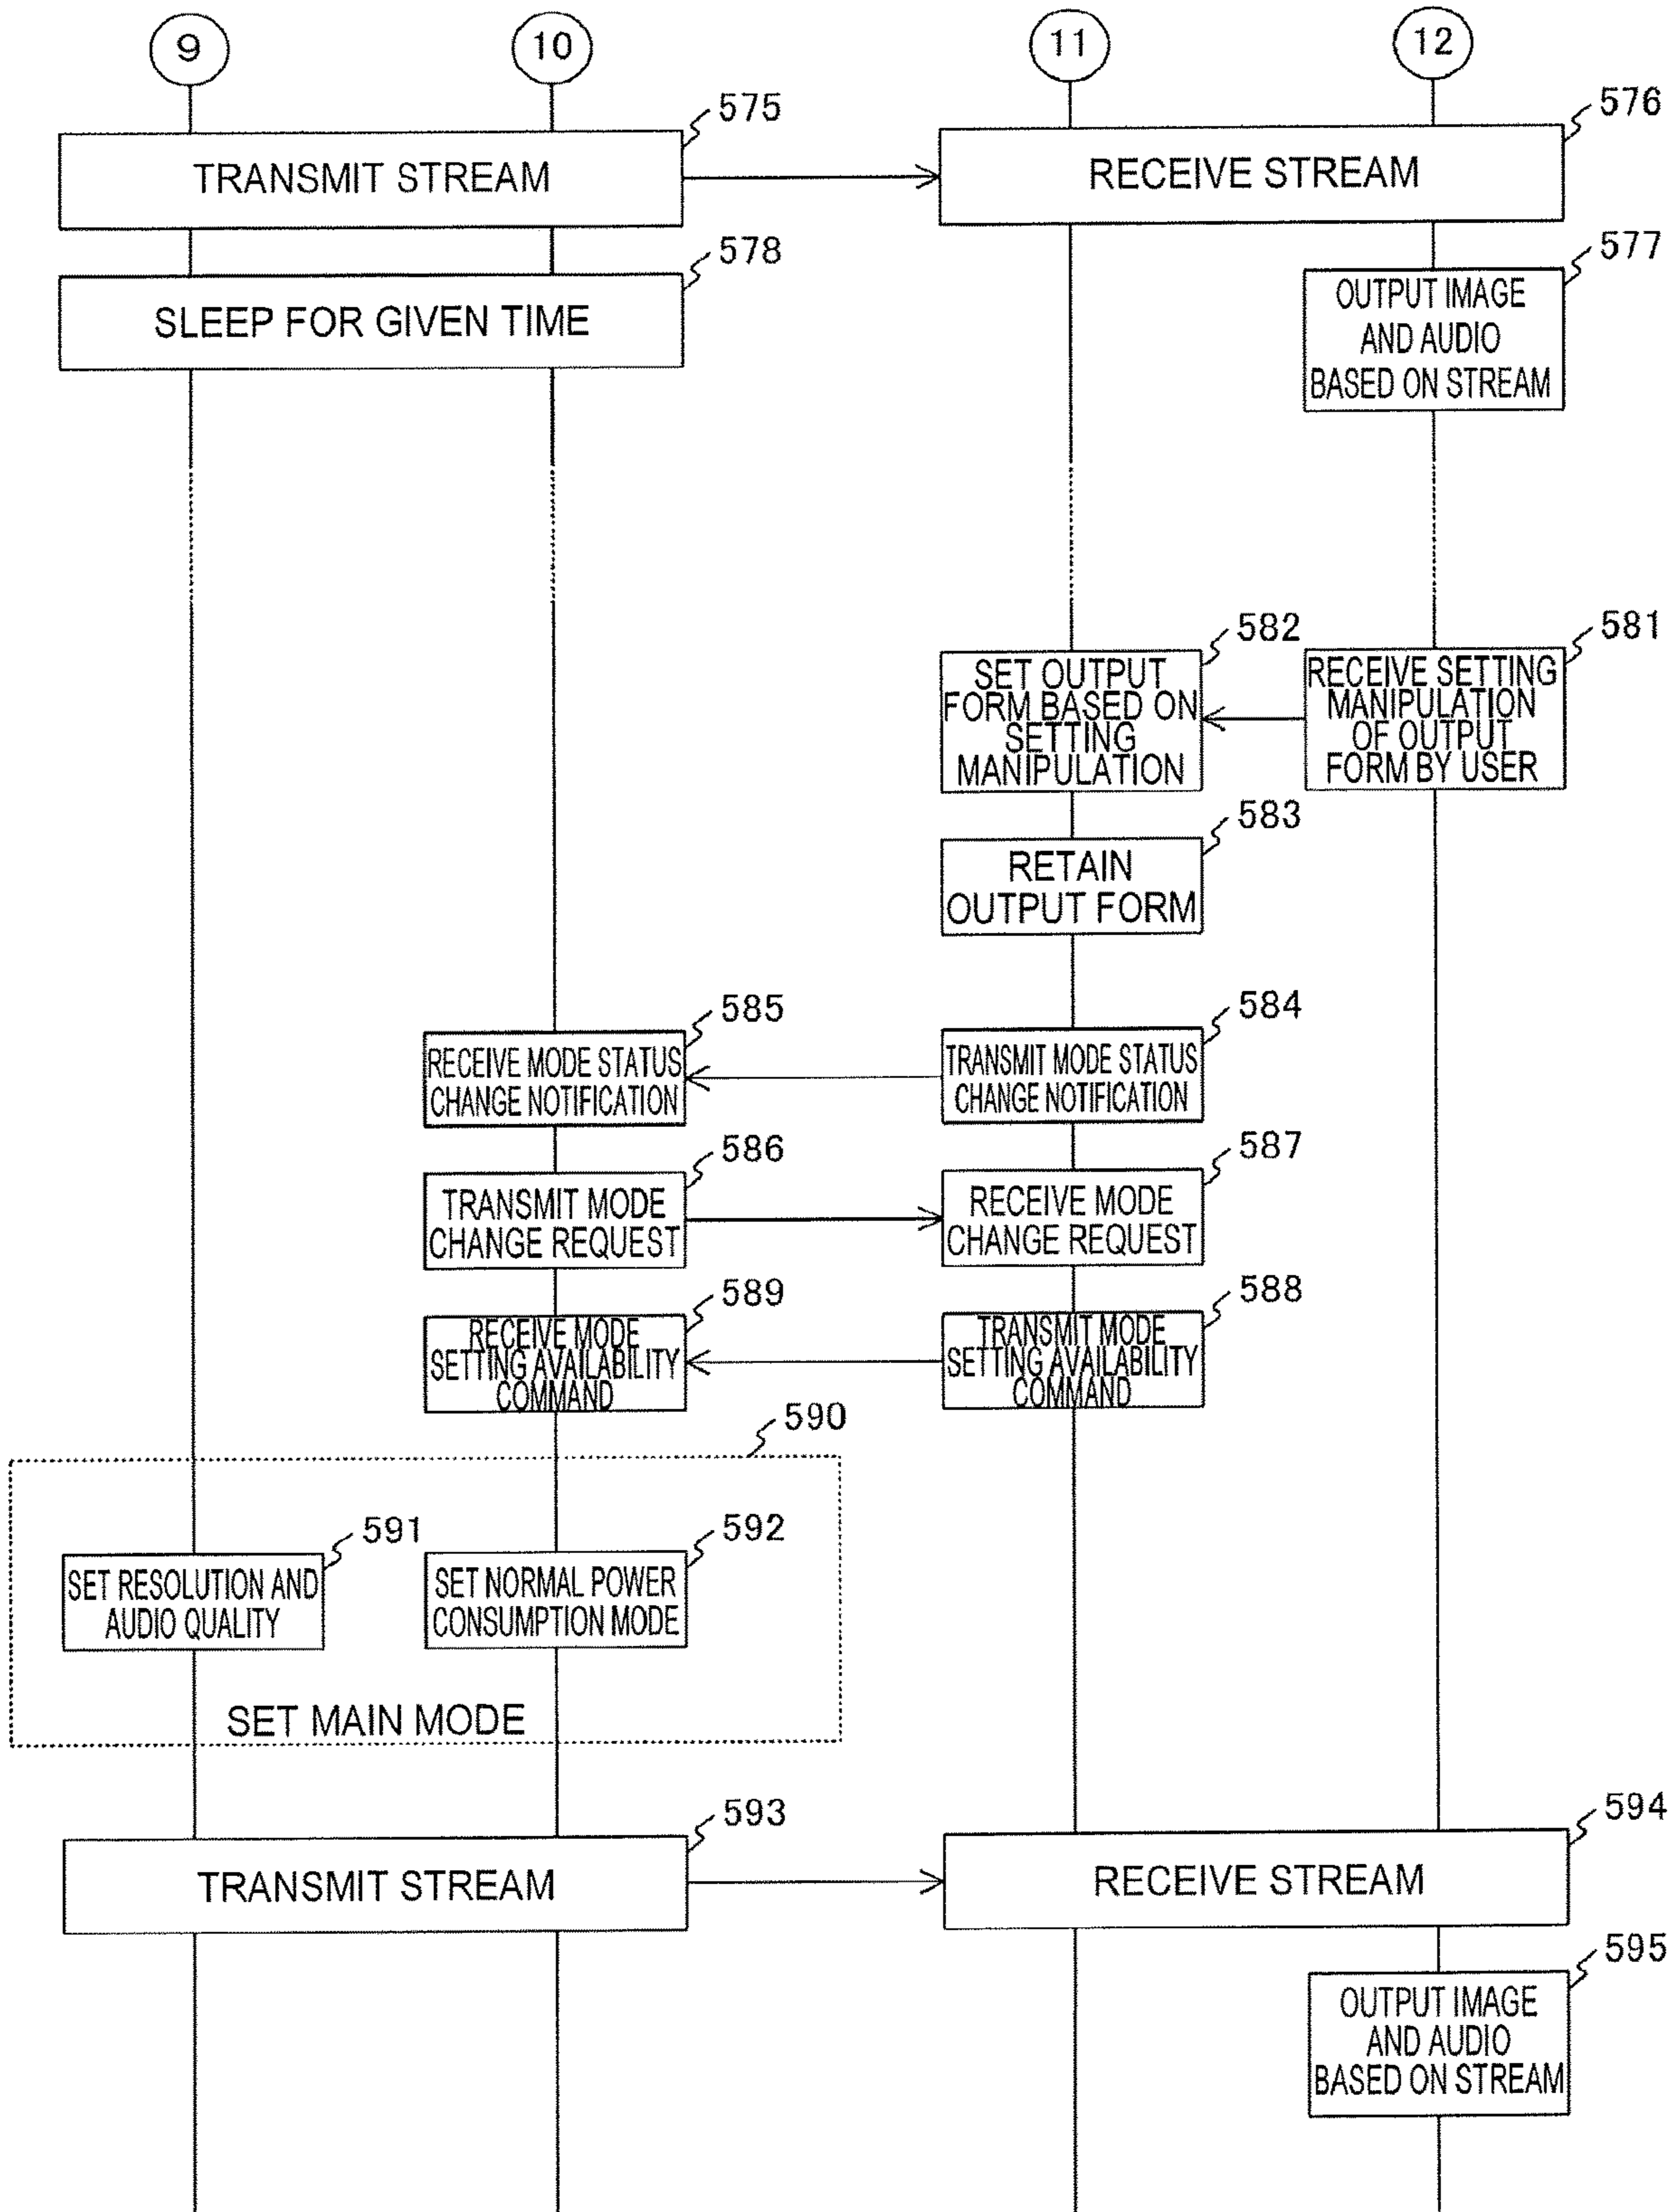 9
10
11
12
575
576
TRANSMIT STREAM
RECEIVE STREAM
578
577
SLEEP FOR GIVEN TIME
OUTPUT IMAGE
AND AUDIO
BASED ON STREAM
582
581
SET OUTPUT
FORM BASED ON
SETTING
MANIPULATION
RECEIVE SETTING
MANIPULATION
OF OUTPUT
FORM BY USER
583
RETAIN
OUTPUT FORM
585
584
RECEIVE MODE STATUS
CHANGE NOTIFICATION
TRANSMIT MODE STATUS
CHANGE NOTIFICATION
586
587
TRANSMIT MODE
CHANGE REQUEST
RECEIVE MODE
CHANGE REQUEST
589
588
RECEIVE MODE
SETTING AVAILABILITY
COMMAND
TRANSMIT MODE
SETTING AVAILABILITY
COMMAND
590
591
592
SET RESOLUTION AND
AUDIO QUALITY
SET NORMAL POWER
CONSUMPTION MODE
SET MAIN MODE
593
594
TRANSMIT STREAM
RECEIVE STREAM
595
OUTPUT IMAGE
AND AUDIO
BASED ON STREAM